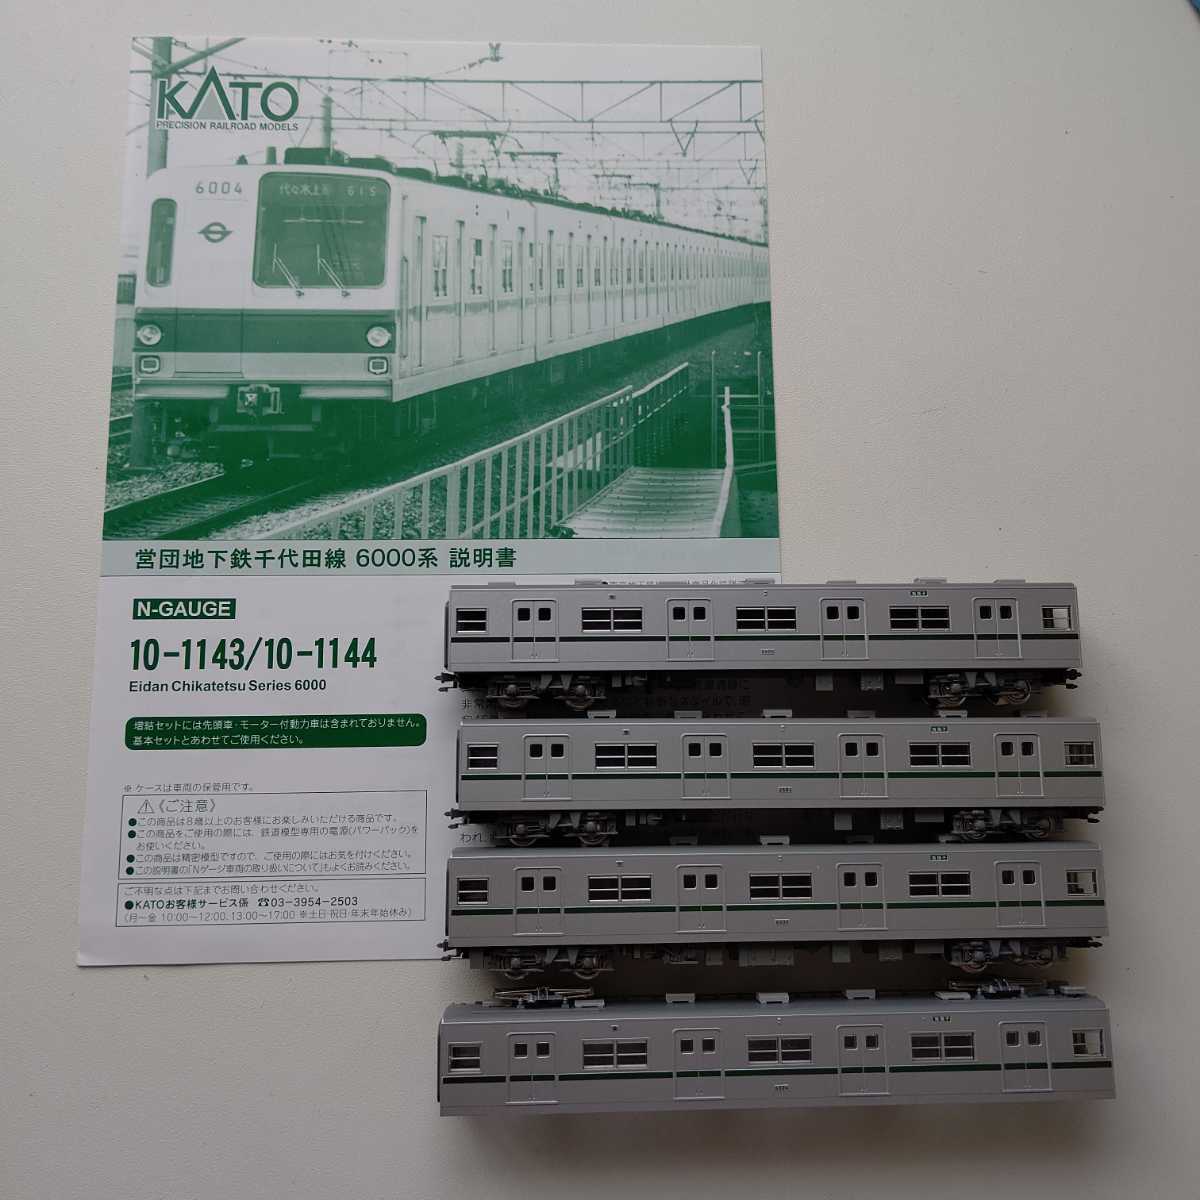 KATO
PRECISION RAILROAD MODELS
6004
代々木上原 61S
営団地下鉄千代田線 6000系 説明書
N-GAUGE
10-1143/10-1144
Eidan Chikatetsu Series 6000
増結セットには先頭車・モーター付動力車は含まれておりません。
基本セットとあわせてご使用ください。
※ ケースは車両の保管用です。
⚠《ご注意》
●この商品は8歳以上のお客様にお楽しみいただける商品です。
●この商品をご使用の際には、鉄道模型専用の電源(パワーパック)を
お使いください。
●この商品は精密模型ですので、ご使用の際にはお気を付けください。
●この説明書の「Nゲージ車両の取り扱いについて」もよくお読みください。
ご不明な点は下記までお問い合わせください。
●KATOお客様サービス係 ☎03-3954-2503
(月〜金 10:00〜12:00、13:00〜17:00 ※土日・祝日・年末年始休み)